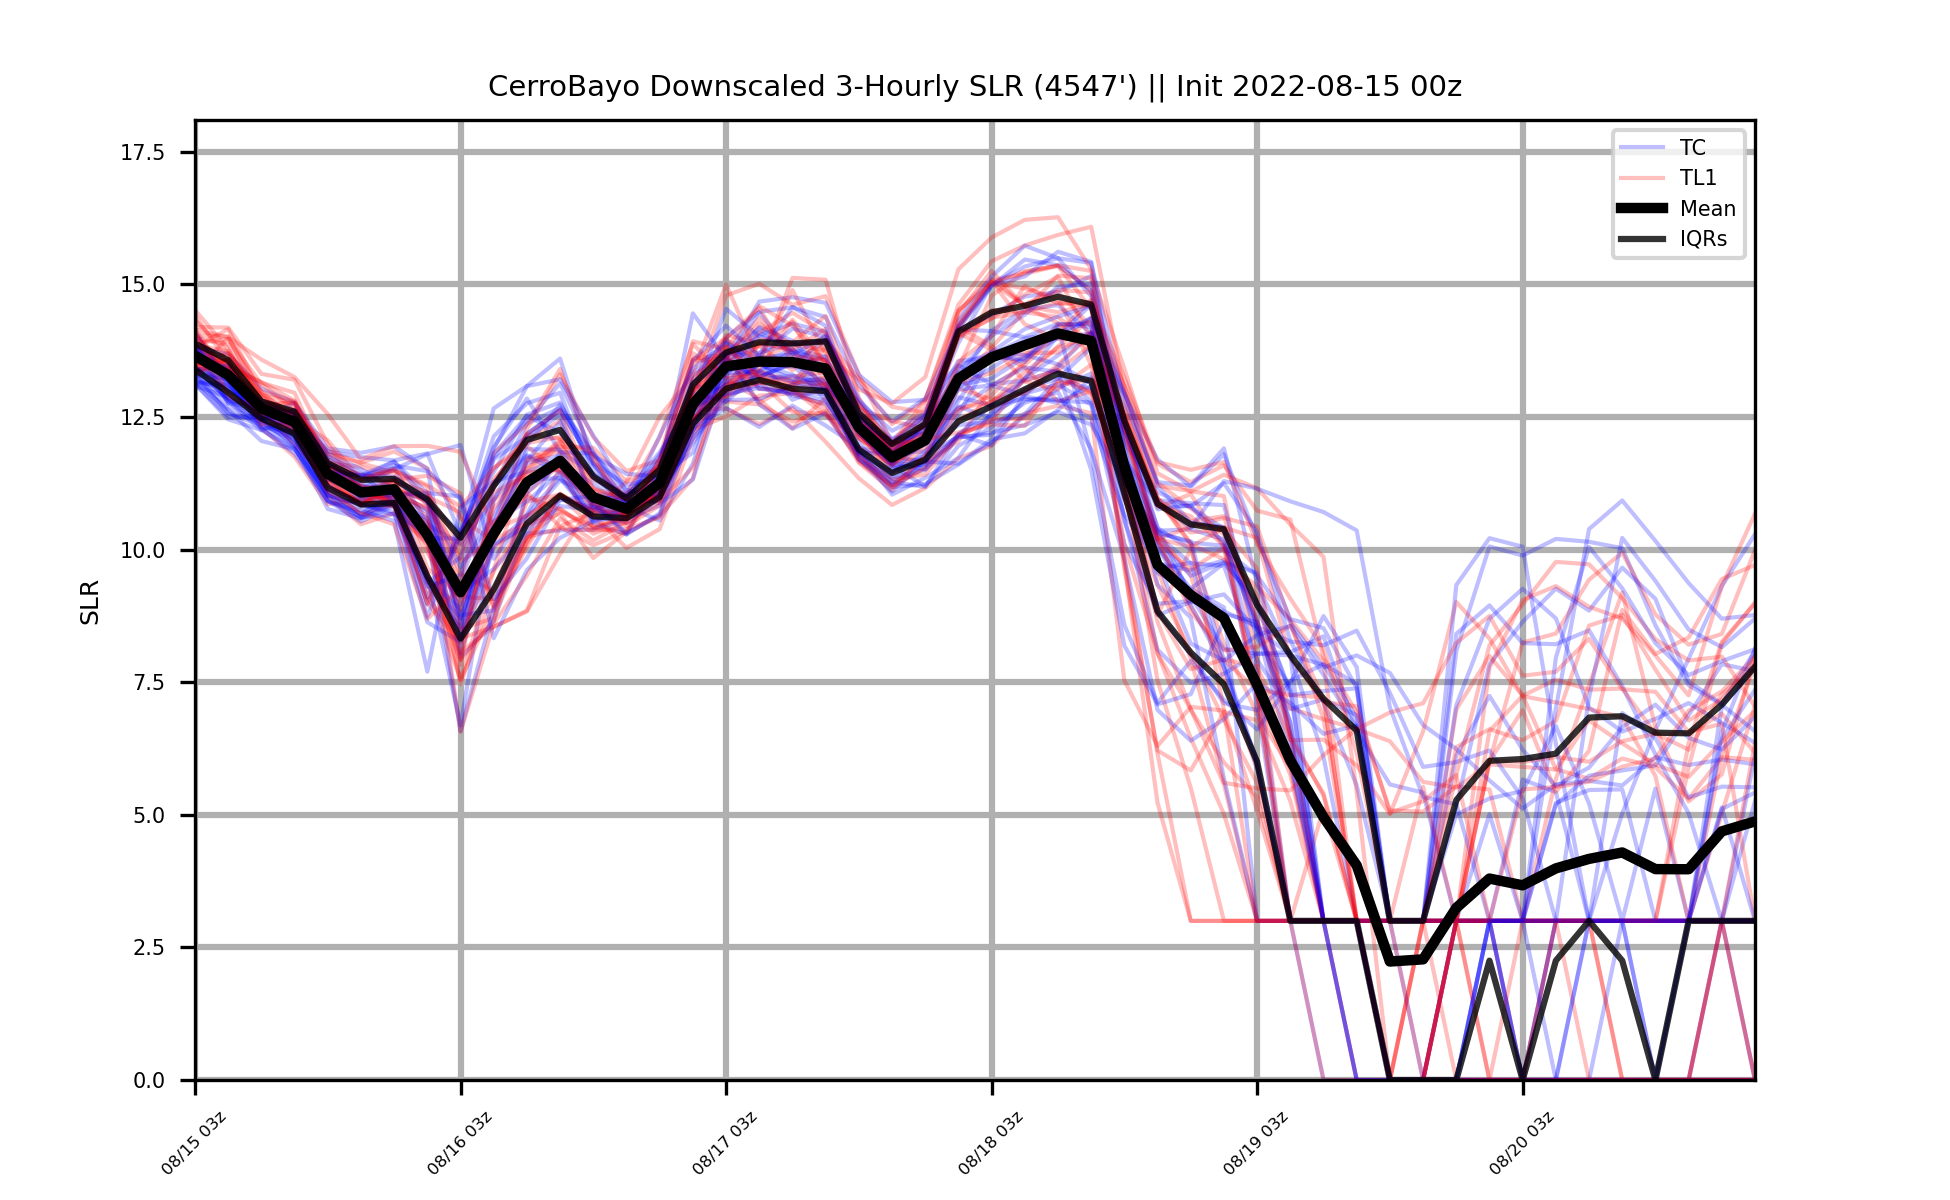 CerroBayo Downscaled 3-Hourly SLR (4547') || Init 2022-08-15 00z
TC
TL1
Mean
IQRs
SLR
17.5
15.0
12.5
10.0
7.5
5.0
2.5
0.0
08/15 03z
08/16 03z
08/17 03z
08/18 03z
08/19 03z
08/20 03z